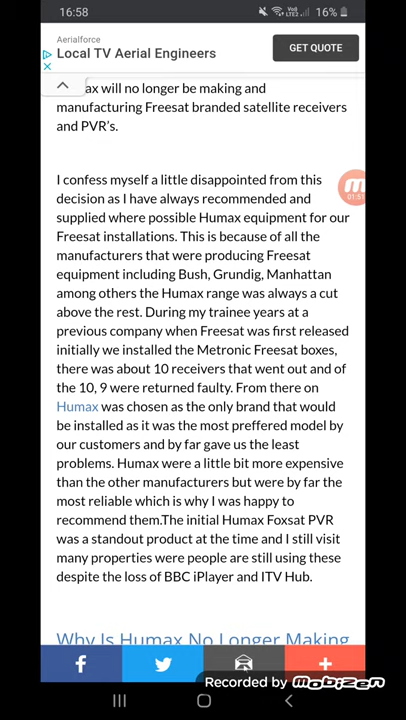 16:58
16%
Aerialforce
Local TV Aerial Engineers
GET QUOTE
ax will no longer be making and
manufacturing Freesat branded satellite receivers
and PVR's.
I confess myself a little disappointed from this
decision as I have always recommended and
supplied where possible Humax equipment for our
Freesat installations. This is because of all the
manufacturers that were producing Freesat
equipment including Bush, Grundig, Manhattan
among others the Humax range was always a cut
above the rest. During my trainee years at a
previous company when Freesat was first released
initially we installed the Metronic Freesat boxes,
there was about 10 receivers that went out and of
the 10, 9 were returned faulty. From there on
Humax was chosen as the only brand that would
be installed as it was the most preffered model by
our customers and by far gave us the least
problems. Humax were a little bit more expensive
than the other manufacturers but were by far the
most reliable which is why I was happy to
recommend them.The initial Humax Foxsat PVR
was a standout product at the time and I still visit
many properties were people are still using these
despite the loss of BBC iPlayer and ITV Hub.
Why Is Humax No Longer Making
Recorded by Mobizen